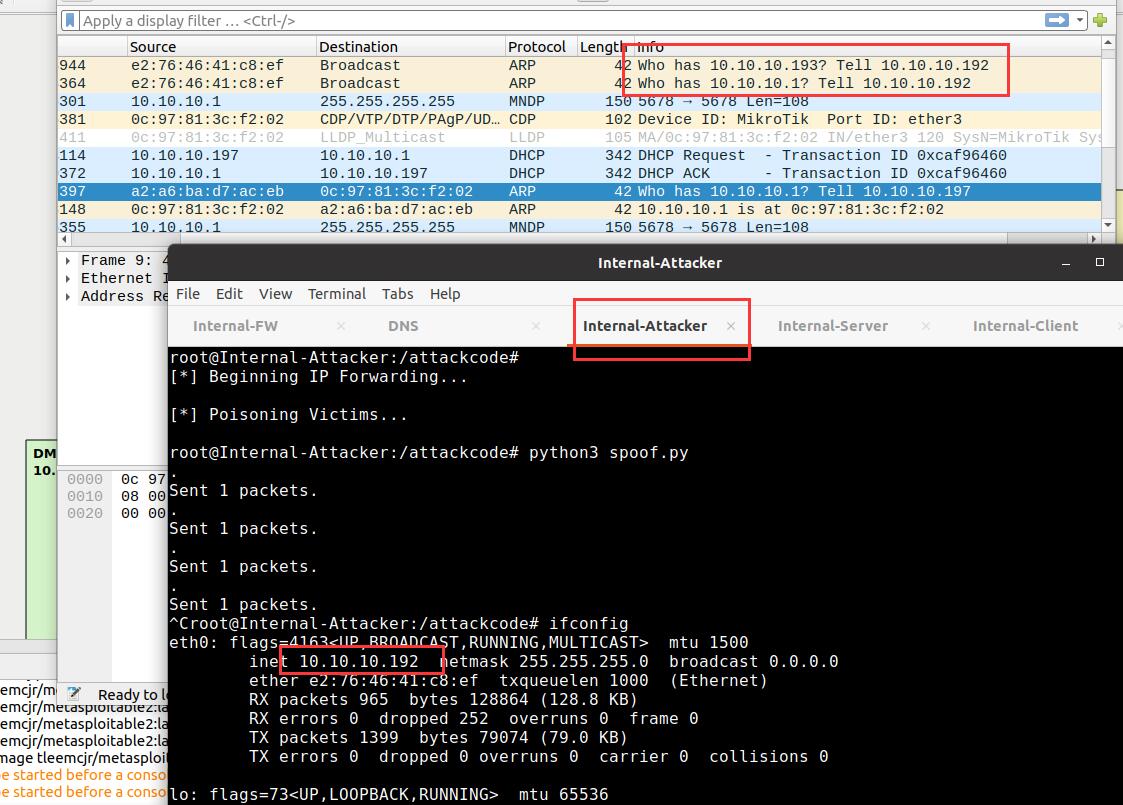 Apply a display filter … <Ctrl-/>
Source Destination Protocol Length Info
944 e2:76:46:41:c8:ef Broadcast ARP 42 Who has 10.10.10.193? Tell 10.10.10.192
364 e2:76:46:41:c8:ef Broadcast ARP 42 Who has 10.10.10.1? Tell 10.10.10.192
301 10.10.10.1 255.255.255.255 MNDP 150 5678 → 5678 Len=108
381 0c:97:81:3c:f2:02 CDP/VTP/DTP/PAgP/UD… CDP 102 Device ID: MikroTik Port ID: ether3
411 0c:97:81:3c:f2:02 LLDP_Multicast LLDP 105 MA/0c:97:81:3c:f2:02 IN/ether3 120 SysN=MikroTik Sys
114 10.10.10.197 10.10.10.1 DHCP 342 DHCP Request - Transaction ID 0xcaf96460
372 10.10.10.1 10.10.10.197 DHCP 342 DHCP ACK - Transaction ID 0xcaf96460
397 a2:a6:ba:d7:ac:eb 0c:97:81:3c:f2:02 ARP 42 Who has 10.10.10.1? Tell 10.10.10.197
148 0c:97:81:3c:f2:02 a2:a6:ba:d7:ac:eb ARP 42 10.10.10.1 is at 0c:97:81:3c:f2:02
355 10.10.10.1 255.255.255.255 MNDP 150 5678 → 5678 Len=108
Frame 9: 4
Ethernet I
Address Re
DM
10.
0000 0c 97
0010 08 00
0020 00 00
Ready to lo
emcjr/me
emcjr/metasploitable2:la
emcjr/metasploitable2:la
emcjr/metasploitable2:la
mage tleemcjr/metasploit
e started before a conso
e started before a conso
Internal-Attacker
File Edit View Terminal Tabs Help
Internal-FW DNS Internal-Attacker Internal-Server Internal-Client
root@Internal-Attacker:/attackcode#
[*] Beginning IP Forwarding...
[*] Poisoning Victims...
root@Internal-Attacker:/attackcode# python3 spoof.py
.
Sent 1 packets.
.
Sent 1 packets.
.
Sent 1 packets.
.
Sent 1 packets.
^Croot@Internal-Attacker:/attackcode# ifconfig
eth0: flags=4163<UP,BROADCAST,RUNNING,MULTICAST> mtu 1500
inet 10.10.10.192 netmask 255.255.255.0 broadcast 0.0.0.0
ether e2:76:46:41:c8:ef txqueuelen 1000 (Ethernet)
RX packets 965 bytes 128864 (128.8 KB)
RX errors 0 dropped 252 overruns 0 frame 0
TX packets 1399 bytes 79074 (79.0 KB)
TX errors 0 dropped 0 overruns 0 carrier 0 collisions 0
lo: flags=73<UP,LOOPBACK,RUNNING> mtu 65536